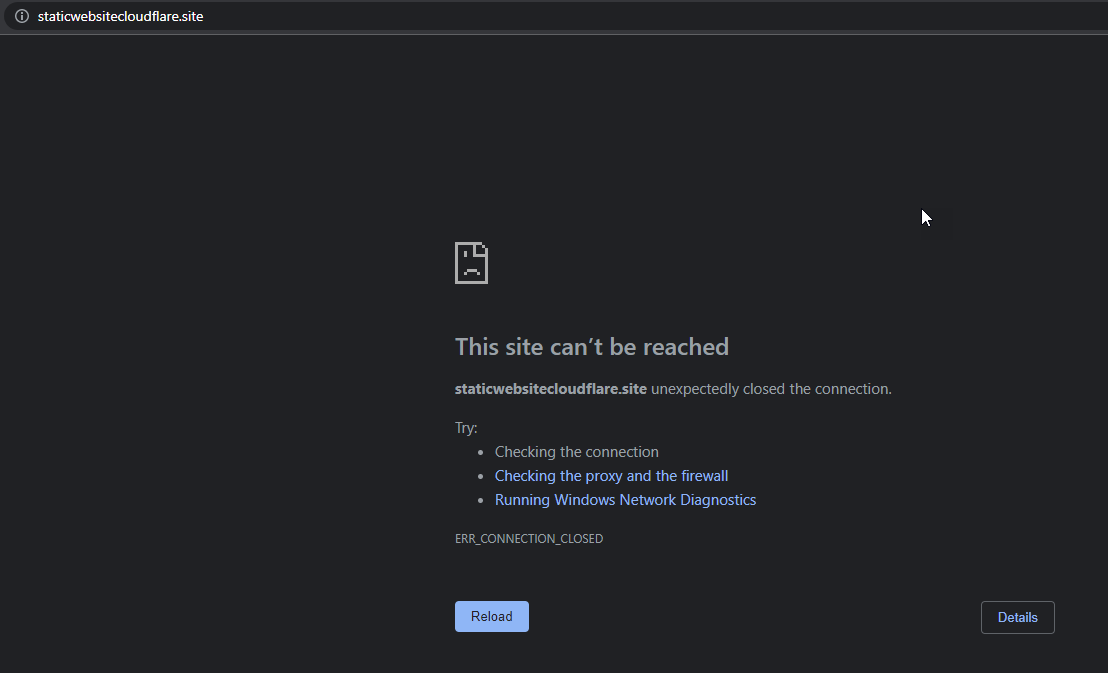 staticwebsitecloudflare.site
This site can’t be reached
staticwebsitecloudflare.site unexpectedly closed the connection.
Try:
Checking the connection
Checking the proxy and the firewall
Running Windows Network Diagnostics
ERR_CONNECTION_CLOSED
Reload
Details